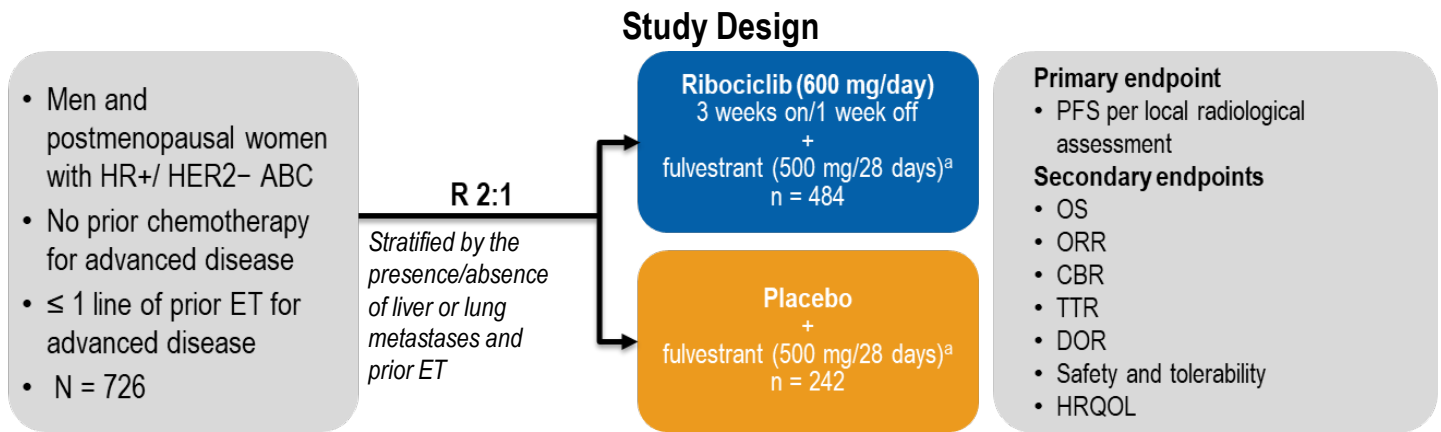 Study Design
• Men and
postmenopausal women
with HR+/ HER2− ABC
• No prior chemotherapy
for advanced disease
• ≤ 1 line of prior ET for
advanced disease
• N = 726
R 2:1
Stratified by the
presence/absence
of liver or lung
metastases and
prior ET
Ribociclib (600 mg/day)
3 weeks on/1 week off
+
fulvestrant (500 mg/28 days)ᵃ
n = 484
Placebo
+
fulvestrant (500 mg/28 days)ᵃ
n = 242
Primary endpoint
• PFS per local radiological
assessment
Secondary endpoints
• OS
• ORR
• CBR
• TTR
• DOR
• Safety and tolerability
• HRQOL